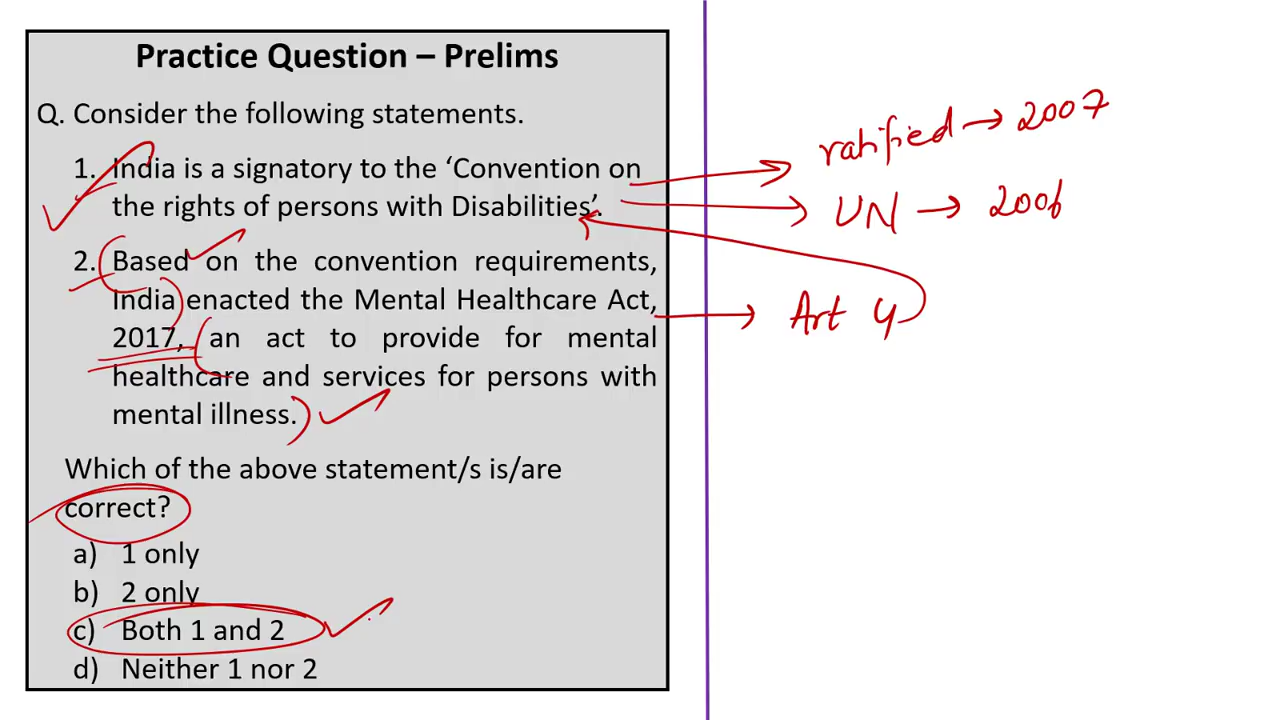 Practice Question – Prelims
Q. Consider the following statements.
1. India is a signatory to the ‘Convention on
the rights of persons with Disabilities’.
2. Based on the convention requirements,
India enacted the Mental Healthcare Act,
2017, an act to provide for mental
healthcare and services for persons with
mental illness.
Which of the above statement/s is/are
correct?
a) 1 only
b) 2 only
c) Both 1 and 2
d) Neither 1 nor 2
ratified → 2007
UN → 2006
Art 4